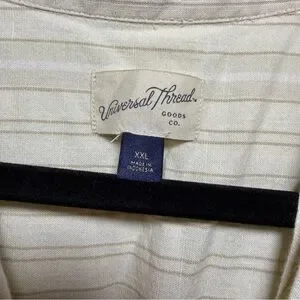 Universal Thread
GOODS
CO.
XXL
MADE IN
INDONESIA